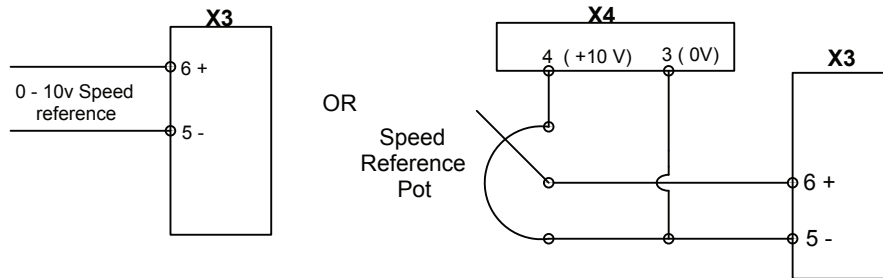 X3
6 +
0 - 10v Speed
reference
5 -
OR
X4
4 ( +10 V) 3 ( 0V)
X3
Speed
Reference
Pot
6 +
5 -